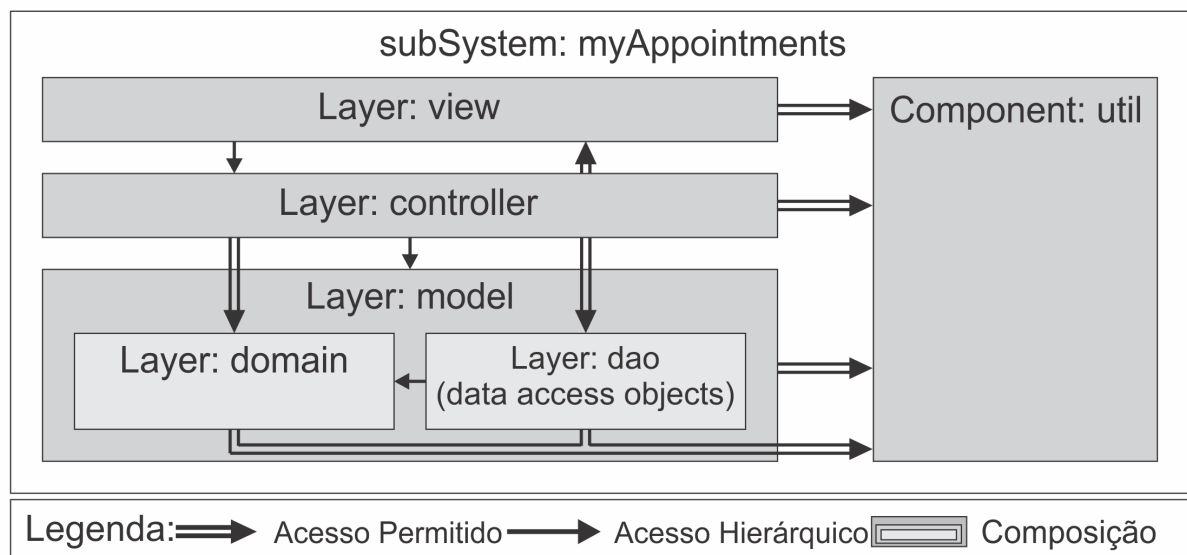 subSystem: myAppointments
Layer: view
Component: util
Layer: controller
Layer: model
Layer: domain
Layer: dao
(data access objects)
Legenda: Acesso Permitido Acesso Hierárquico Composição